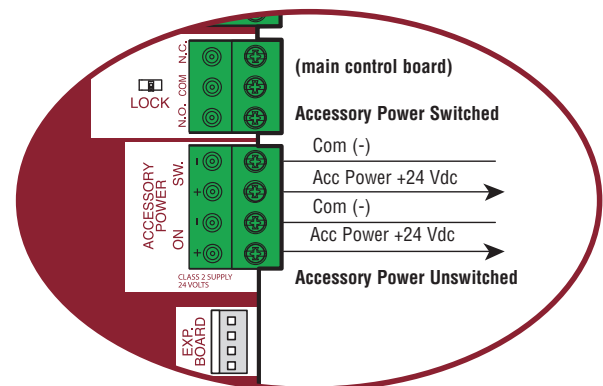 N.C.
COM
N.O.
LOCK
(main control board)
Accessory Power Switched
ACCESSORY
POWER
SW.
ON
-
+
-
+
Com (-)
Acc Power +24 Vdc
Com (-)
Acc Power +24 Vdc
CLASS 2 SUPPLY
24 VOLTS
Accessory Power Unswitched
EXP.
BOARD